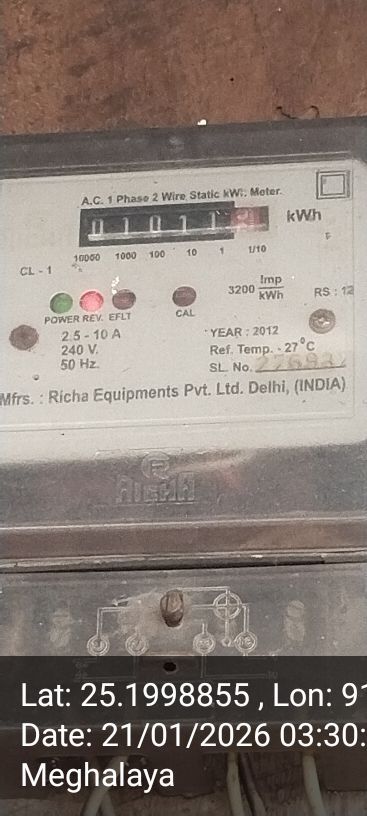 A.C. 1 Phase 2 Wire Static kWh. Meter.
01011 kWh
10000 1000 100 10 1 1/10
CL - 1
3200 Imp/kWh
RS : 12
POWER REV. EFLT CAL
2.5 - 10 A
240 V.
50 Hz.
YEAR : 2012
Ref. Temp. - 27°C
SL. No.
Mfrs. : Richa Equipments Pvt. Ltd. Delhi, (INDIA)
R
RICHA
Lat: 25.1998855 , Lon: 91
Date: 21/01/2026 03:30:
Meghalaya